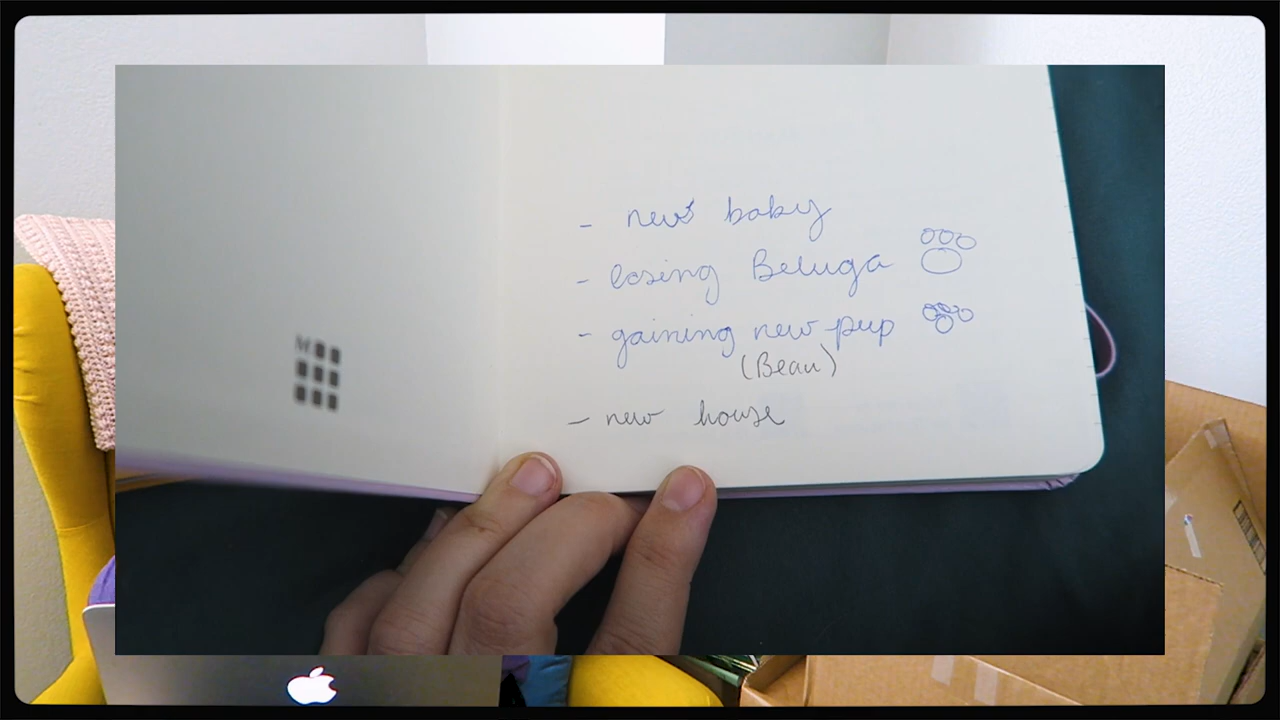 - new baby
- losing Beluga
- gaining new pup
(Beau)
- new house